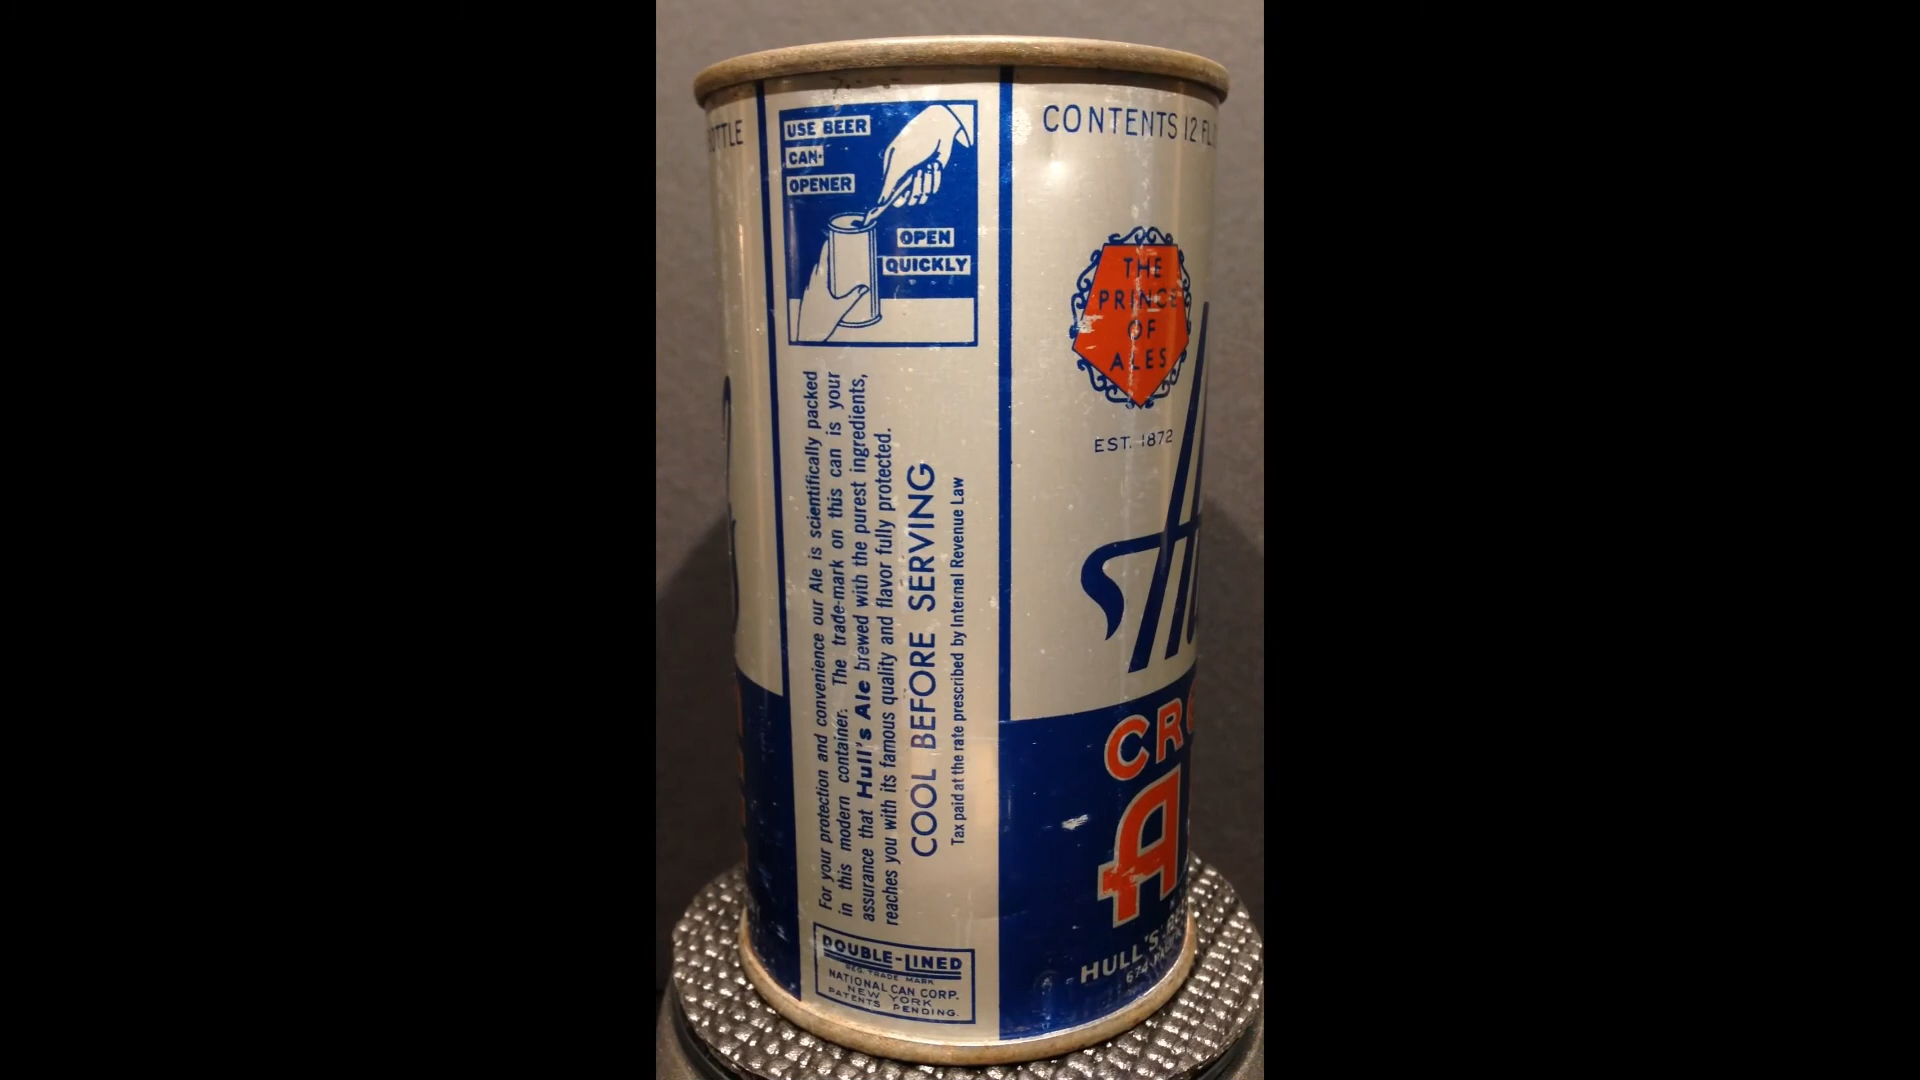 USE BEER
CAN-
OPENER
OPEN
QUICKLY
For your protection and convenience our Ale is scientifically packed
in this modern container. The trade-mark on this can is your
assurance that Hull's Ale brewed with the purest ingredients,
reaches you with its famous quality and flavor fully protected.
COOL BEFORE SERVING
Tax paid at the rate prescribed by Internal Revenue Law
DOUBLE-LINED
REG. TRADE MARK
NATIONAL CAN CORP.
NEW YORK
PATENTS PENDING.
CONTENTS 12 FL
THE
PRINCE
OF
ALES
EST. 1872
HULL'S